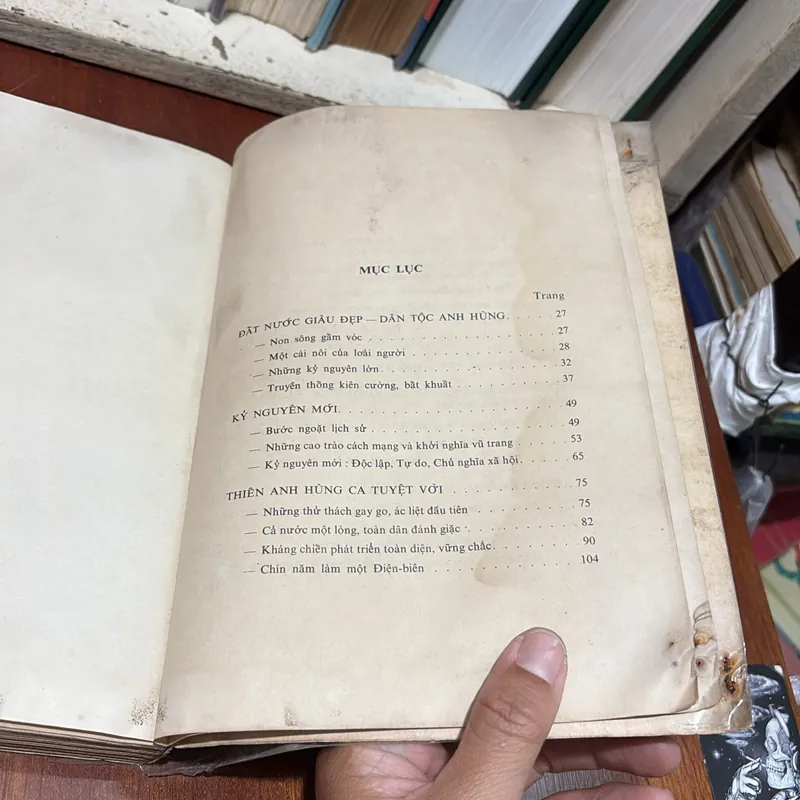 MỤC LỤC
Trang
ĐẤT NƯỚC GIÀU ĐẸP — DÂN TỘC ANH HÙNG. . . . . 27
— Non sông gấm vóc . . . . . . . . . . . . 27
— Một cái nôi của loài người . . . . . . . . . . 28
— Những kỷ nguyên lớn . . . . . . . . . . . 32
— Truyền thống kiên cường, bất khuất . . . . . . . 37
KỶ NGUYÊN MỚI. . . . . . . . . . . . . . . 49
— Bước ngoặt lịch sử . . . . . . . . . . . . 49
— Những cao trào cách mạng và khởi nghĩa vũ trang . . . . 53
— Kỷ nguyên mới : Độc lập, Tự do, Chủ nghĩa xã hội. . . . 65
THIÊN ANH HÙNG CA TUYỆT VỜI . . . . . . . . . 75
— Những thử thách gay go, ác liệt đầu tiên . . . . . . 75
— Cả nước một lòng, toàn dân đánh giặc . . . . . . . 82
— Kháng chiến phát triển toàn diện, vững chắc. . . . . . 90
— Chín năm làm một Điện-biên . . . . . . . . . 104